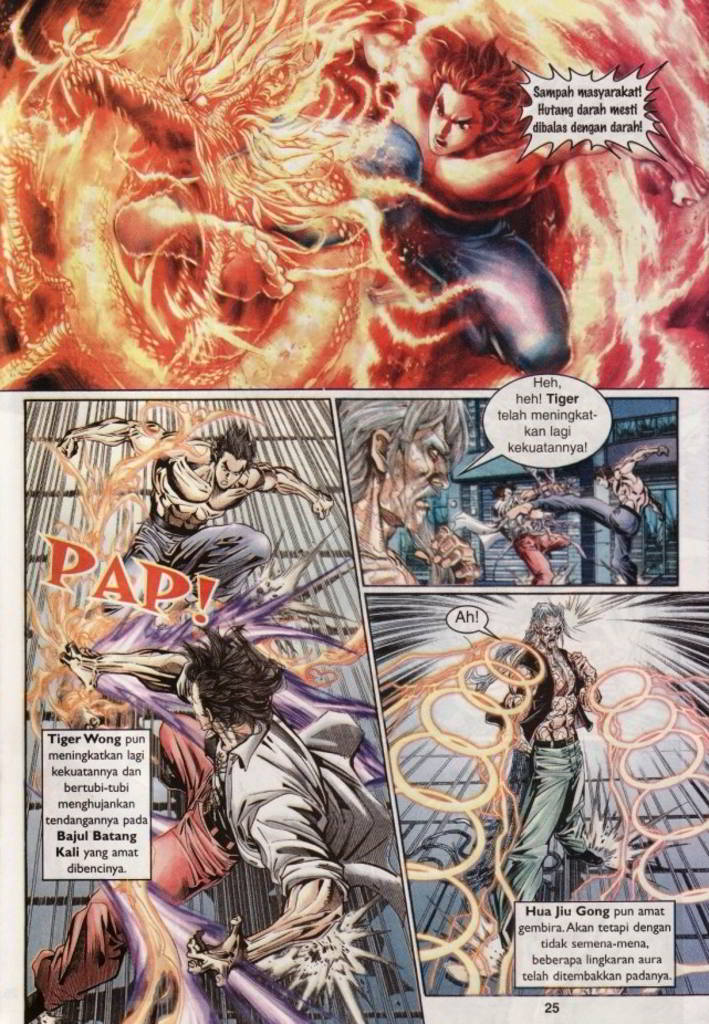 Sampah masyarakat!
Hutang darah mesti
dibalas dengan darah!
Heh,
heh! Tiger
telah meningkat-
kan lagi
kekuatannya!
PAP!
Ah!
Tiger Wong pun
meningkatkan lagi
kekuatannya dan
bertubi-tubi
menghujankan
tendangannya pada
Bajul Batang
Kali yang amat
dibencinya.
Hua Jiu Gong pun amat
gembira. Akan tetapi dengan
tidak semena-mena,
beberapa lingkaran aura
telah ditembakkan padanya.
25